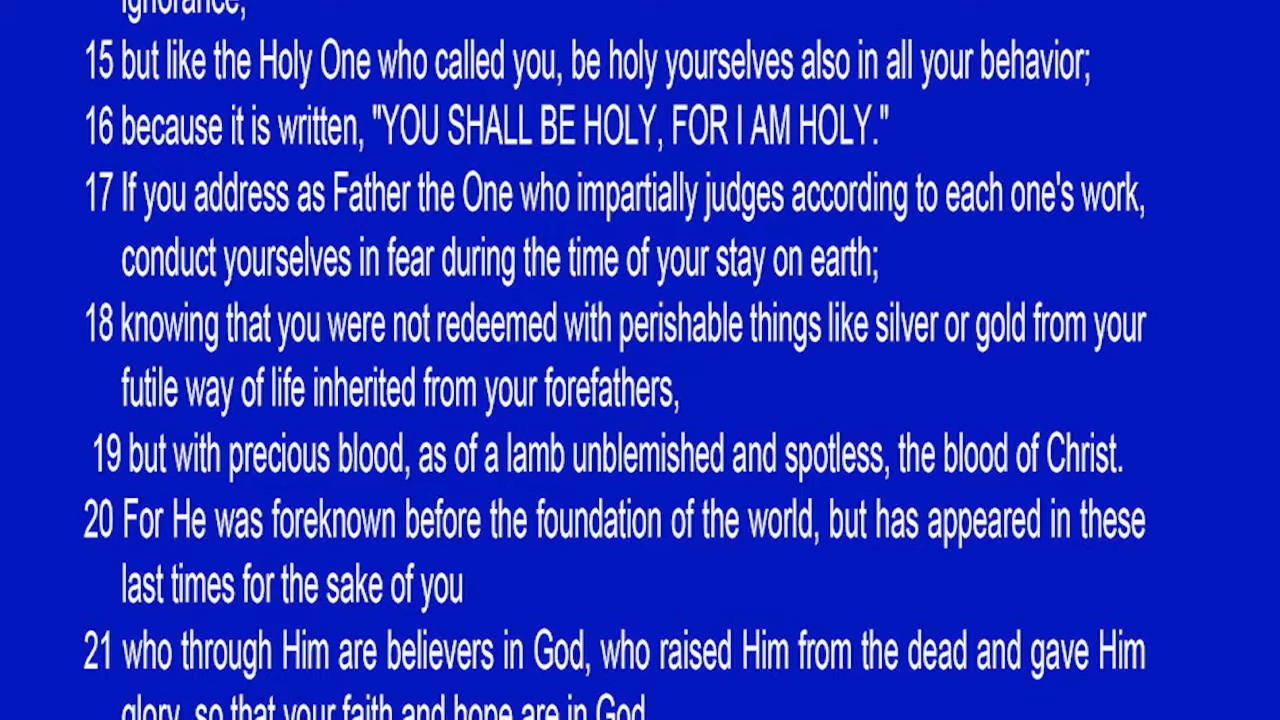 ignorance,
15 but like the Holy One who called you, be holy yourselves also in all your behavior;
16 because it is written, "YOU SHALL BE HOLY, FOR I AM HOLY."
17 If you address as Father the One who impartially judges according to each one's work,
conduct yourselves in fear during the time of your stay on earth;
18 knowing that you were not redeemed with perishable things like silver or gold from your
futile way of life inherited from your forefathers,
19 but with precious blood, as of a lamb unblemished and spotless, the blood of Christ.
20 For He was foreknown before the foundation of the world, but has appeared in these
last times for the sake of you
21 who through Him are believers in God, who raised Him from the dead and gave Him
glory, so that your faith and hope are in God